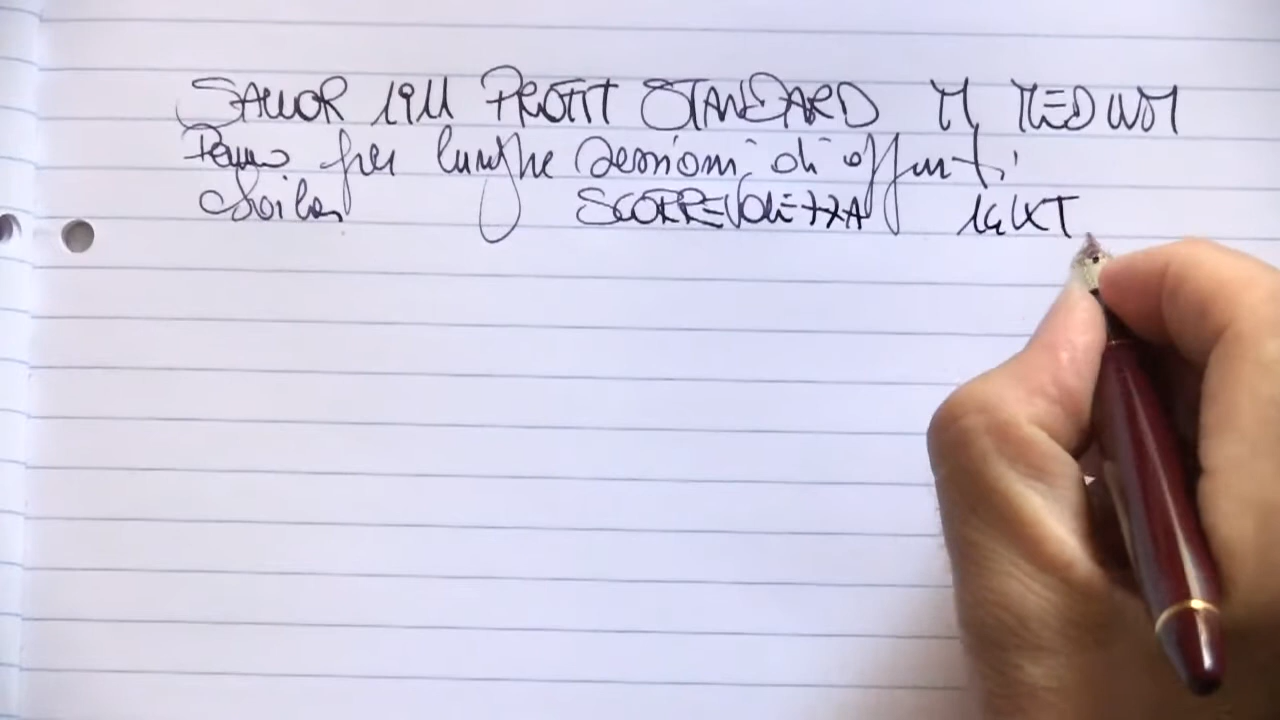 SAILOR 1911 PROFIT STANDARD M MEDIUM
Penna per lunghe sessioni di appunti
SCORREVOLEZZA 14KT